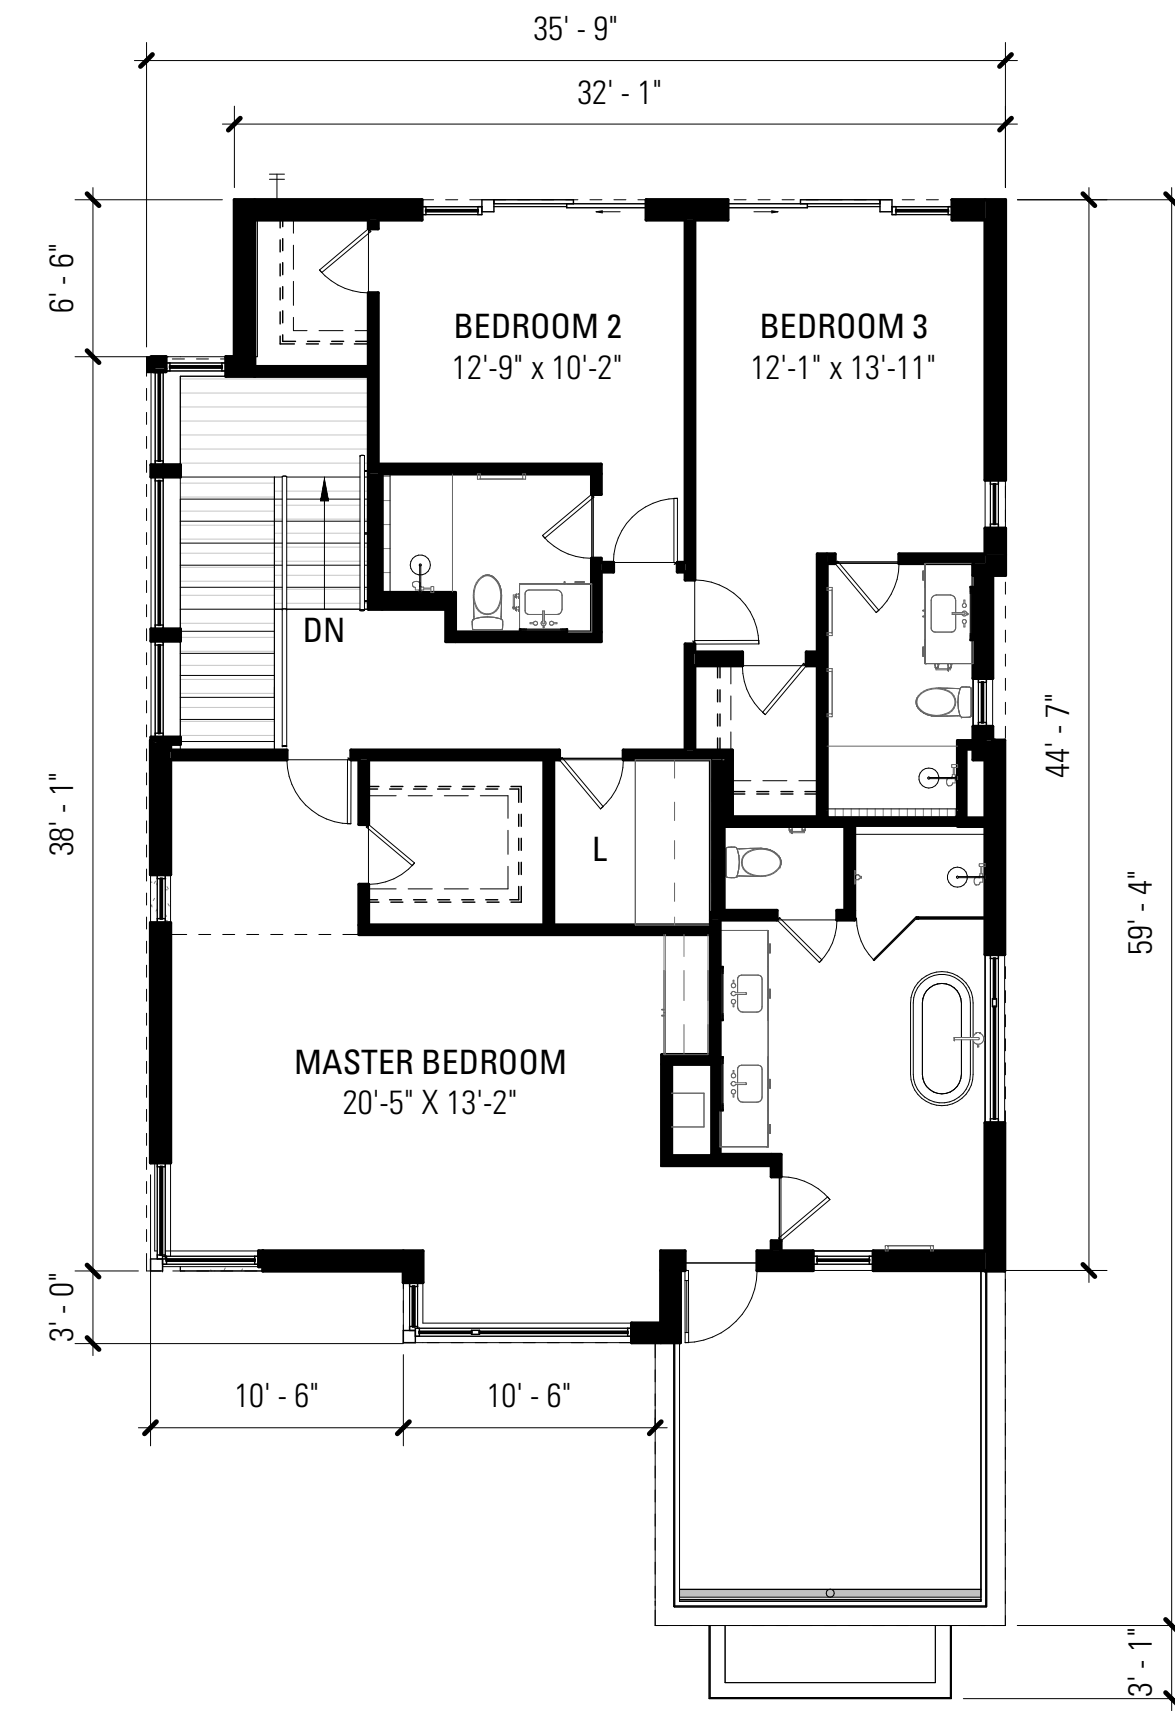 35' - 9"
32' - 1"
6' - 6"
BEDROOM 2
12'-9" x 10'-2"
BEDROOM 3
12'-1" x 13'-11"
DN
44' - 7"
38' - 1"
L
59' - 4"
MASTER BEDROOM
20'-5" X 13'-2"
3' - 0"
10' - 6"
10' - 6"
3' - 1"